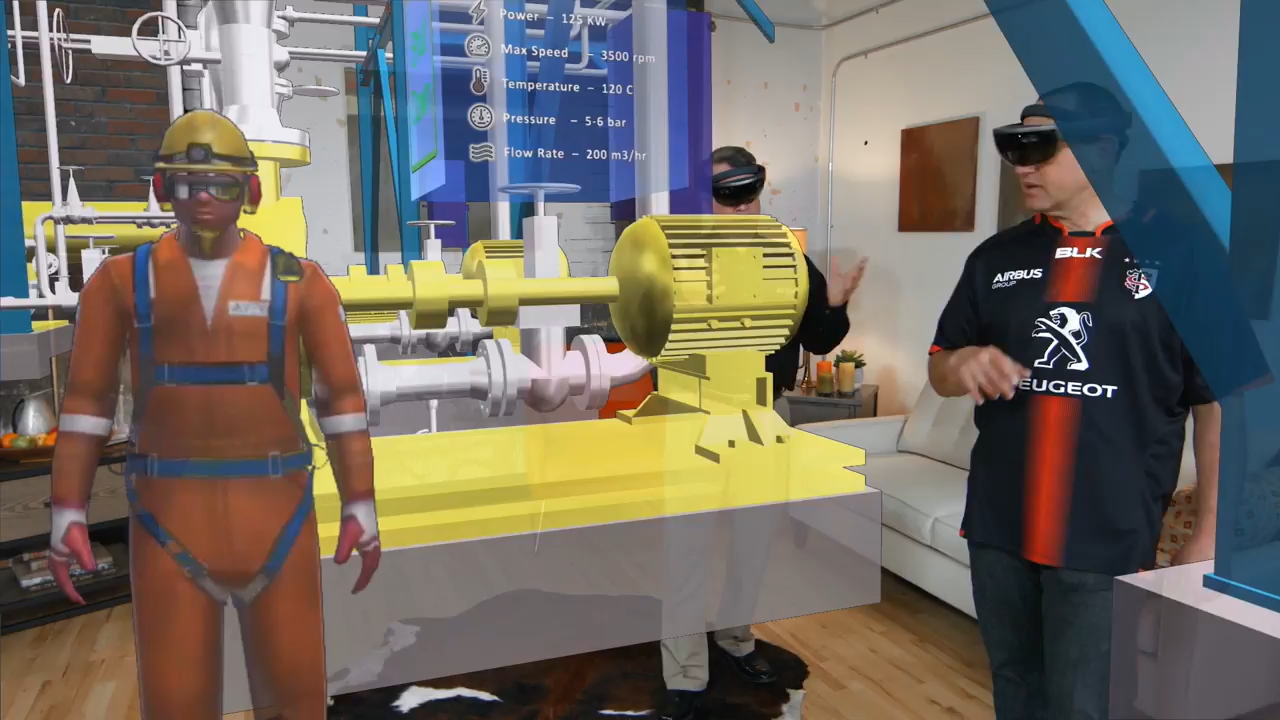 Power – 125 KW
Max Speed – 3500 rpm
Temperature – 120 C
Pressure – 5-6 bar
Flow Rate – 200 m3/hr
BLK
AIRBUS
GROUP
PEUGEOT